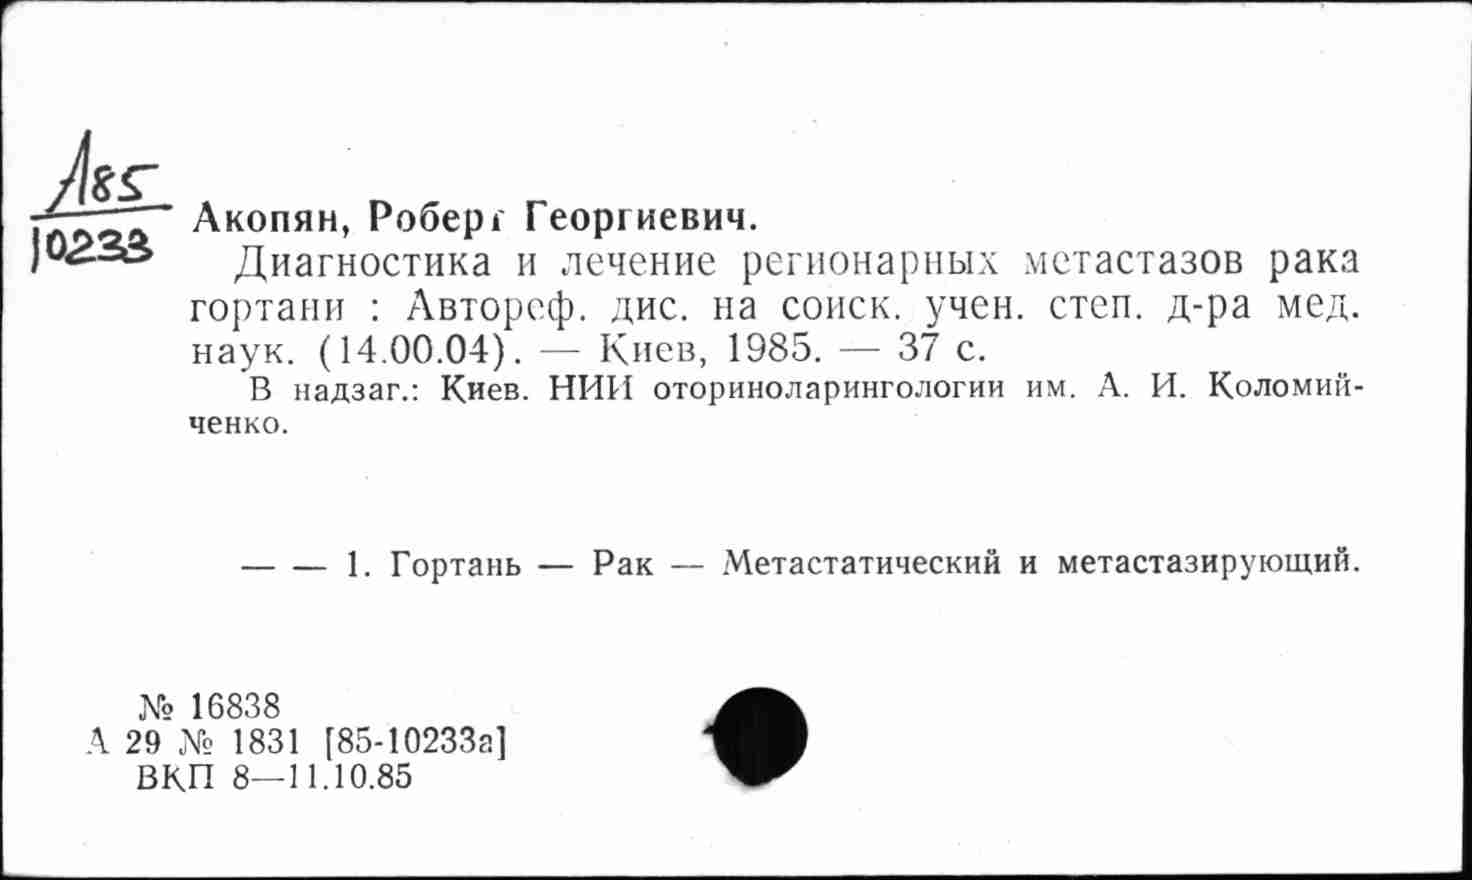 А85
10233
Акопян, Роберт Георгиевич.
Диагностика и лечение регионарных метастазов рака
гортани : Автореф. дис. на соиск. учен. степ. д-ра мед.
наук. (14.00.04). — Киев, 1985. — 37 с.
В надзаг.: Киев. НИИ оториноларингологии им. А. И. Коломий-
ченко.
— — 1. Гортань — Рак — Метастатический и метастазирующий.
№ 16838
А 29 № 1831 [85-10233а]
ВКП 8—11.10.85